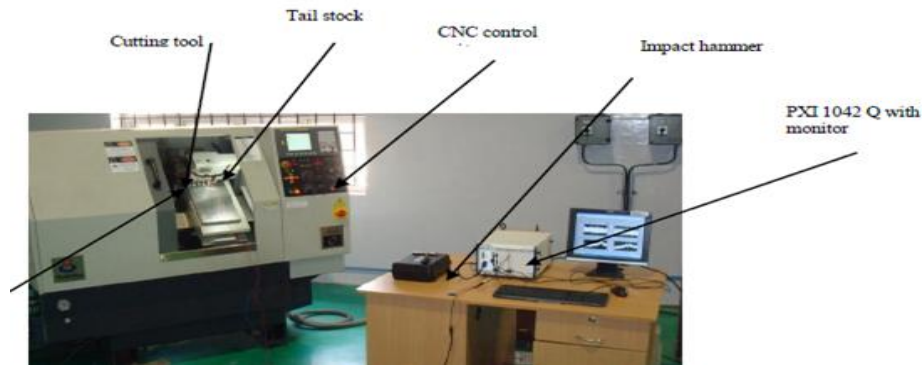 Tail stock
Cutting tool
CNC control
Impact hammer
PXI 1042 Q with
monitor